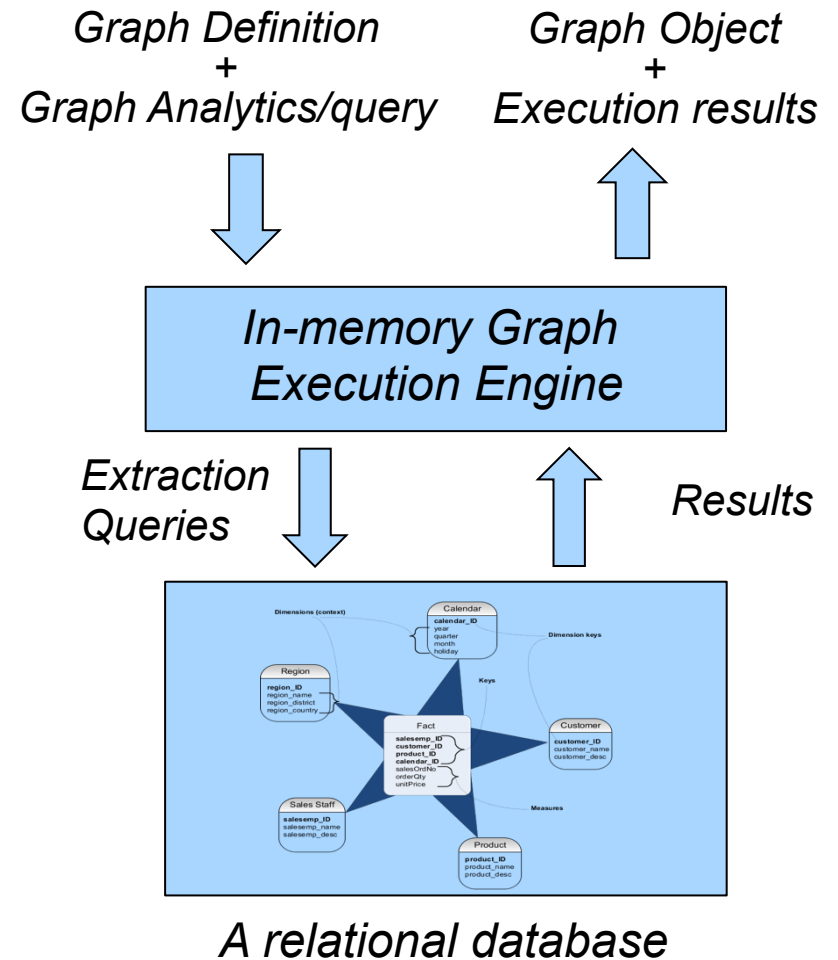 Graph Definition
+
Graph Analytics/query
Graph Object
+
Execution results
In-memory Graph
Execution Engine
Extraction
Queries
Results
Dimensions (context)
Calendar
calendar_ID
year
quarter
month
holiday
Dimension keys
Region
region_ID
region_name
region_district
region_country
Keys
Fact
salesemp_ID
customer_ID
product_ID
calendar_ID
salesOrdNo
orderQty
unitPrice
Customer
customer_ID
customer_name
customer_desc
Sales Staff
salesemp_ID
salesemp_name
salesemp_desc
Measures
Product
product_ID
product_name
product_desc
A relational database